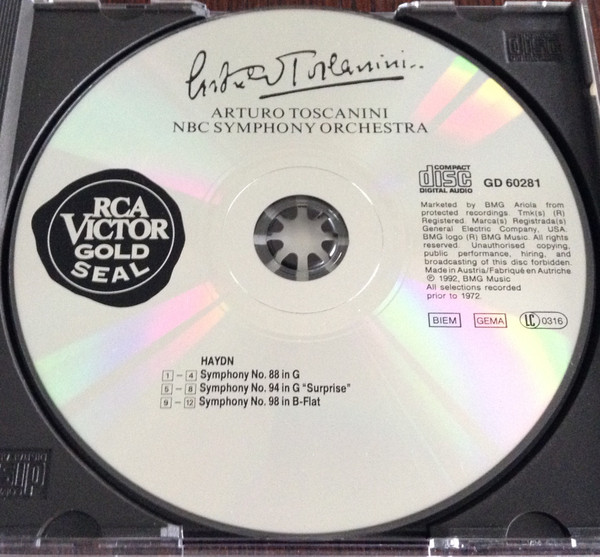 Arturo Toscanini
ARTURO TOSCANINI
NBC SYMPHONY ORCHESTRA
RCA
VICTOR
GOLD
SEAL
COMPACT
disc
DIGITAL AUDIO
GD 60281
Marketed by BMG Ariola from
protected recordings. Tmk(s) (R)
Registered. Marca(s) Registrada(s)
General Electric Company, USA.
BMG logo (R) BMG Music. All rights
reserved. Unauthorised copying,
public performance, hiring, and
broadcasting of this disc forbidden.
Made in Austria/Fabriqué en Autriche
℗ 1992, BMG Music
All selections recorded
prior to 1972.
BIEM GEMA LC 0316
HAYDN
1 – 4 Symphony No. 88 in G
5 – 8 Symphony No. 94 in G "Surprise"
9 – 12 Symphony No. 98 in B-Flat
disc
disc